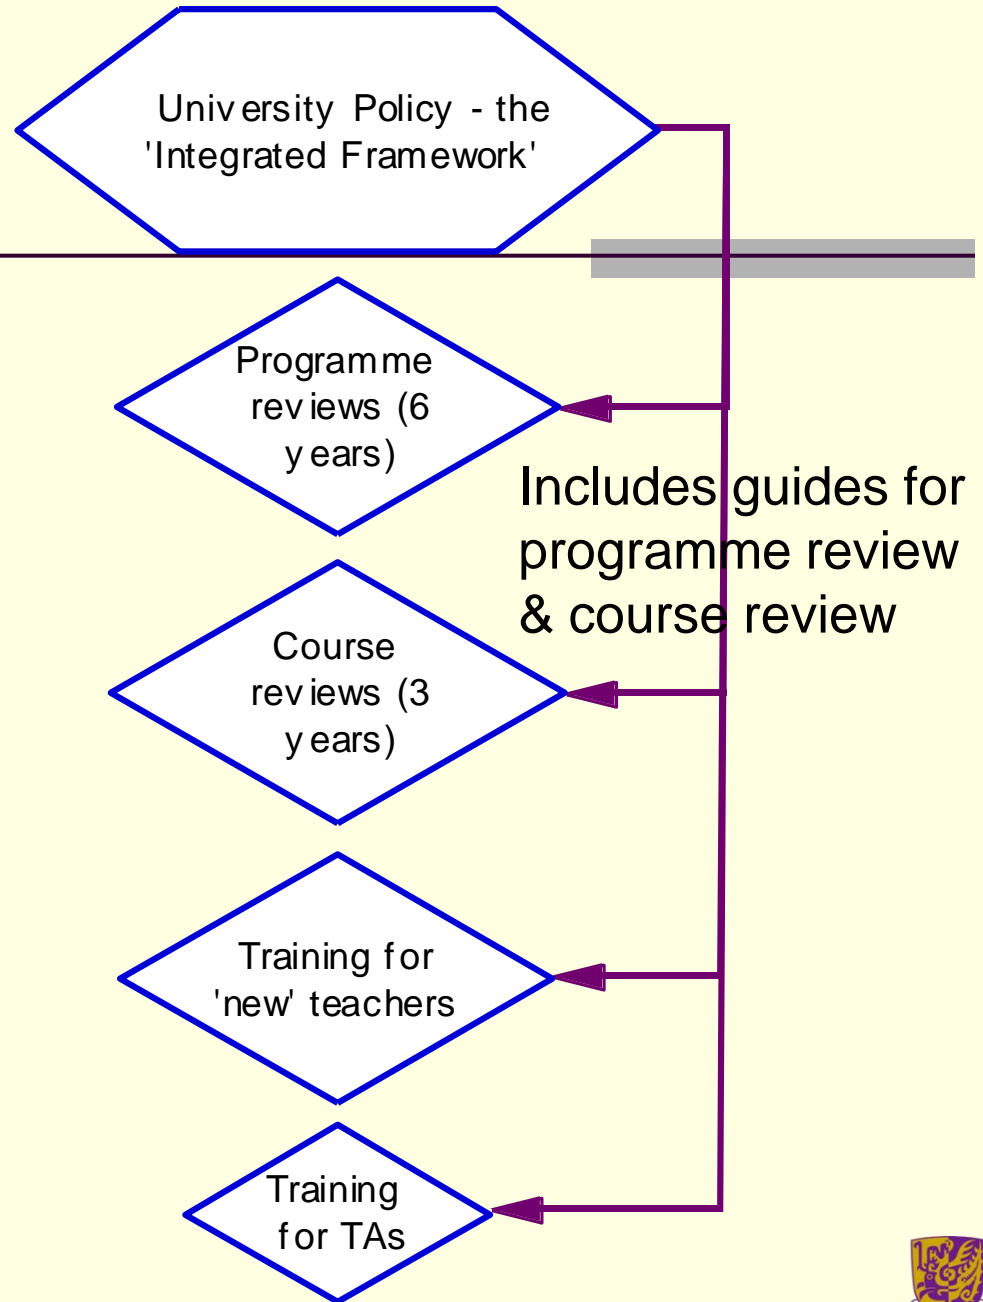 University Policy - the
'Integrated Framework'
Programme
reviews (6
years)
Includes guides for
programme review
& course review
Course
reviews (3
years)
Training for
'new' teachers
Training
for TAs